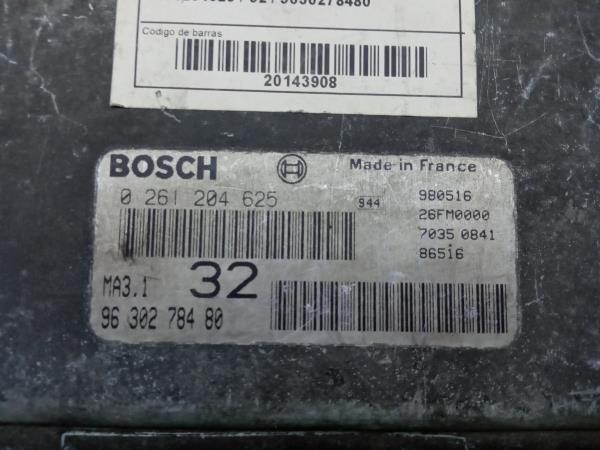 9630278480
Codigo de barras
20143908
BOSCH Made in France
0 261 204 625 944 980516
26FM0000
7035 0841
86516
MA3.1 32
96 302 784 80